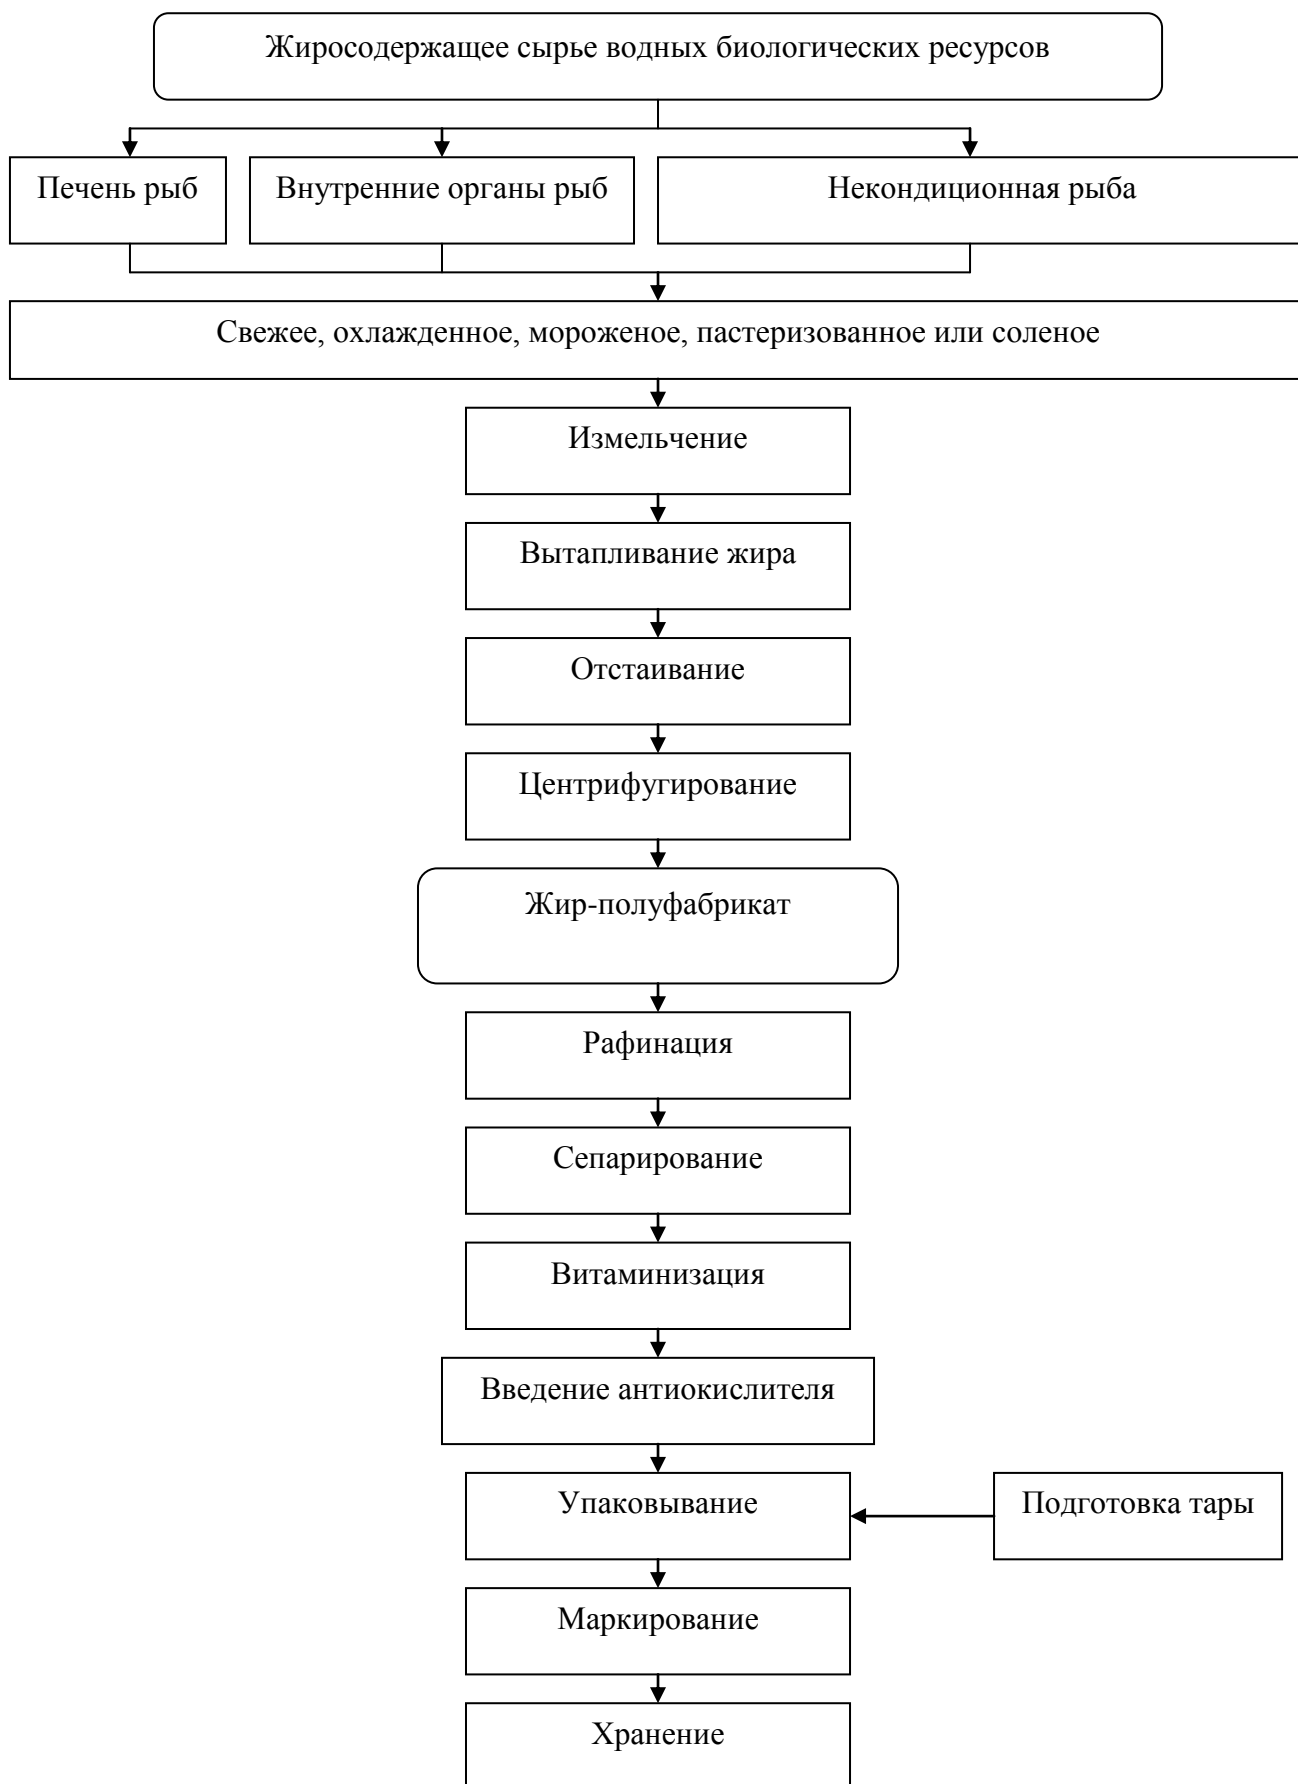 Жиросодержащее сырье водных биологических ресурсов
Печень рыб
Внутренние органы рыб
Некондиционная рыба
Свежее, охлажденное, мороженое, пастеризованное или соленое
Измельчение
Вытапливание жира
Отстаивание
Центрифугирование
Жир-полуфабрикат
Рафинация
Сепарирование
Витаминизация
Введение антиокислителя
Упаковывание
Подготовка тары
Маркирование
Хранение